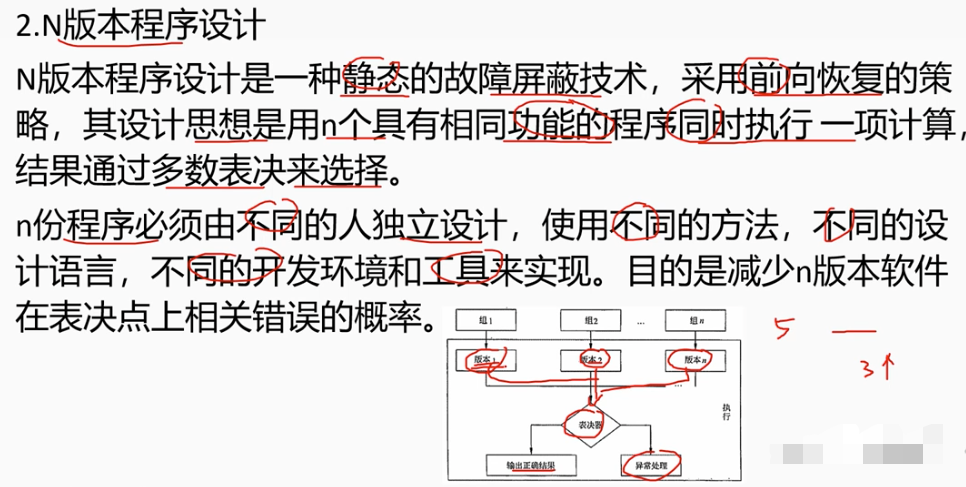 2.N版本程序设计
N版本程序设计是一种静态的故障屏蔽技术，采用前向恢复的策
略，其设计思想是用n个具有相同功能的程序同时执行一项计算，
结果通过多数表决来选择。
n份程序必须由不同的人独立设计，使用不同的方法，不同的设
计语言，不同的开发环境和工具来实现。目的是减少n版本软件
在表决点上相关错误的概率。
组1 组2 … 组n
版本1 版本2 版本n
…
表决器
执行
输出正确结果 异常处理
5 —
3↑